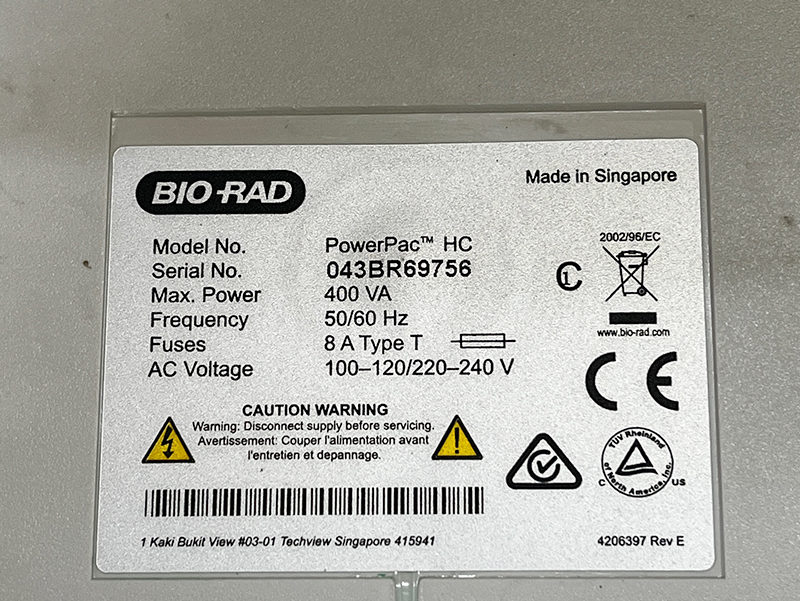 BIO-RAD
Made in Singapore
Model No. PowerPac™ HC
Serial No. 043BR69756
Max. Power 400 VA
Frequency 50/60 Hz
Fuses 8 A Type T
AC Voltage 100–120/220–240 V
2002/96/EC
www.bio-rad.com
CE
CAUTION WARNING
Warning: Disconnect supply before servicing.
Avertissement: Couper l'alimentation avant
l'entretien et depannage.
TÜV Rheinland
of North America, Inc.
C US
1 Kaki Bukit View #03-01 Techview Singapore 415941
4206397 Rev E